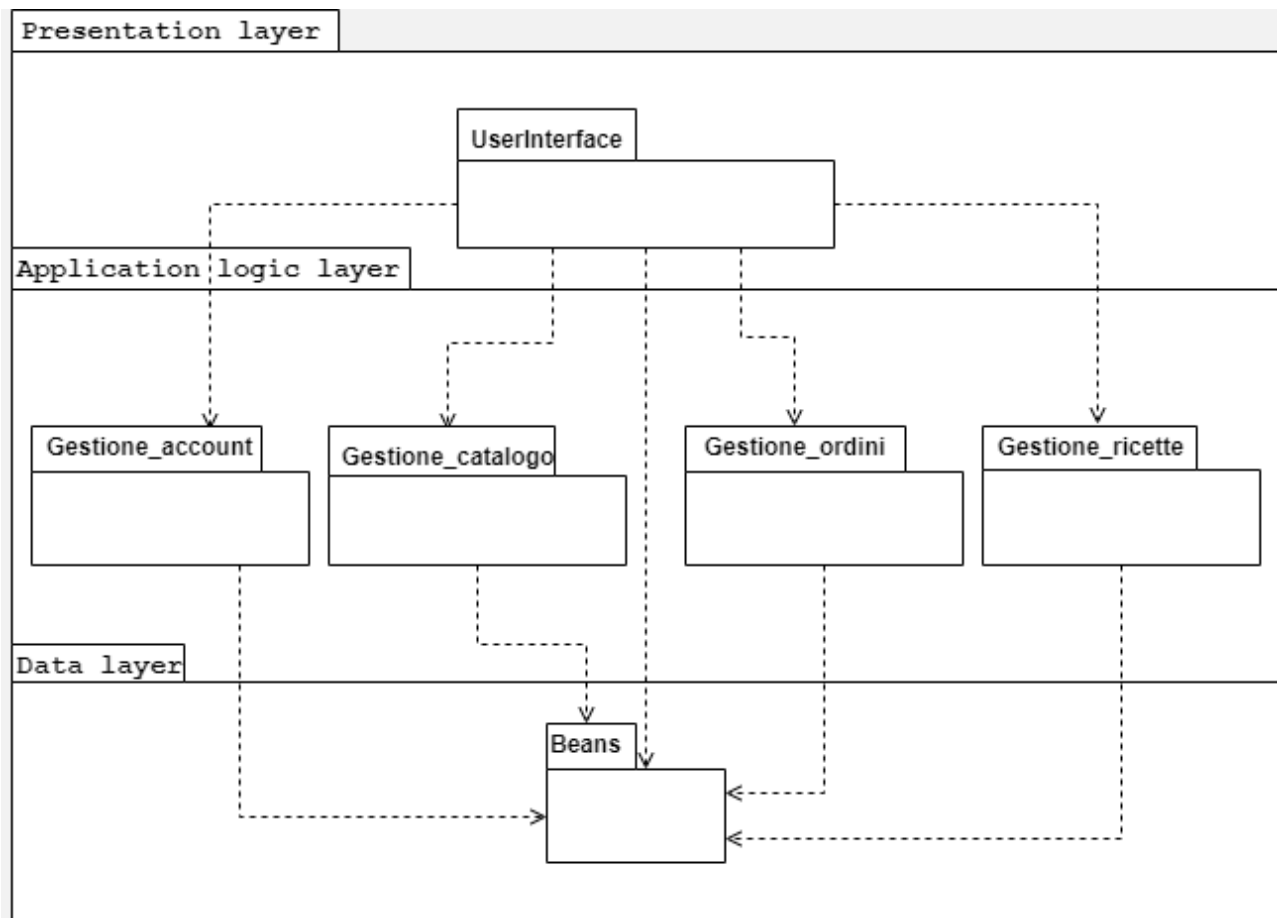 Presentation layer
UserInterface
Application logic layer
Gestione_account
Gestione_catalogo
Gestione_ordini
Gestione_ricette
Data layer
Beans